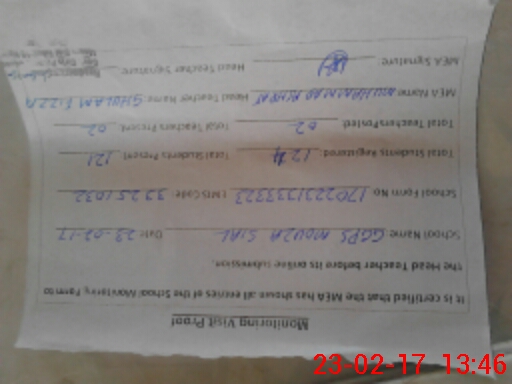 Monitoring Visit Proof
It is certified that the MEA has shown all entries of the School Monitoring Form to
the Head Teacher before its online submission.
School Name: GGPS MOUZA SIAL Date: 23-02-17
School Form No: EMIS Code:
Total Students Registered: 124 Total Students Present: 121
Total Teachers Posted: 02 Total Teachers Present: 02
MEA Name: MUHAMMAD Head Teacher Name: GHULAM FIZZA
MEA Signature: Head Teacher Signature:
23-02-17 13:46